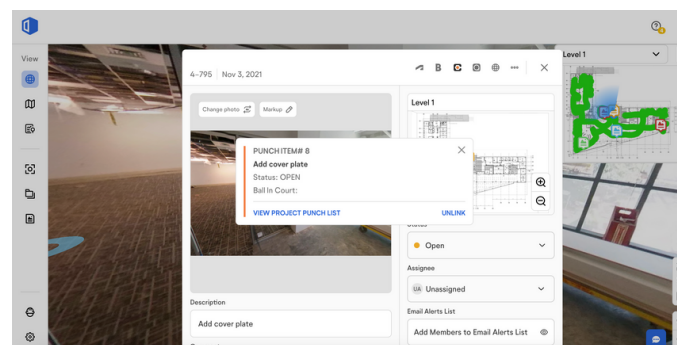 View
Level 1
4-795 | Nov 3, 2021
B
Change photo
Markup
Level 1
PUNCH ITEM# 8
Add cover plate
Status: OPEN
Ball In Court:
VIEW PROJECT PUNCH LIST
UNLINK
Status
Open
Assignee
UA Unassigned
Email Alerts List
Add Members to Email Alerts List
Description
Add cover plate